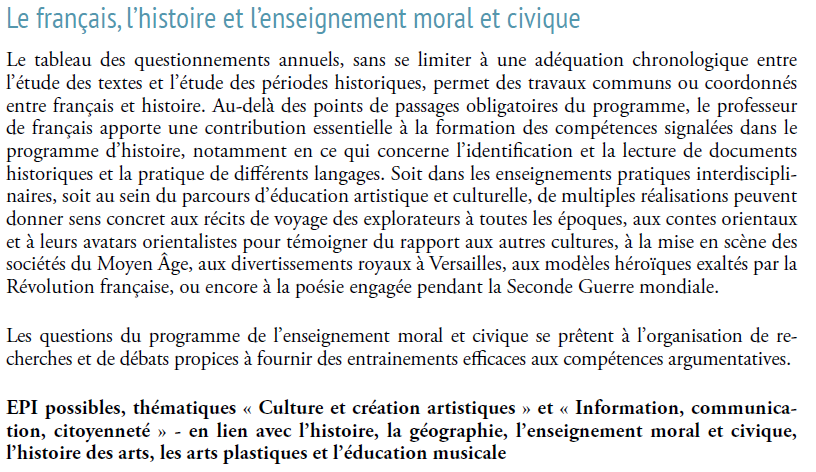 Le français, l’histoire et l’enseignement moral et civique
Le tableau des questionnements annuels, sans se limiter à une adéquation chronologique entre
l’étude des textes et l’étude des périodes historiques, permet des travaux communs ou coordonnés
entre français et histoire. Au-delà des points de passages obligatoires du programme, le professeur
de français apporte une contribution essentielle à la formation des compétences signalées dans le
programme d’histoire, notamment en ce qui concerne l’identification et la lecture de documents
historiques et la pratique de différents langages. Soit dans les enseignements pratiques interdiscipli-
naires, soit au sein du parcours d’éducation artistique et culturelle, de multiples réalisations peuvent
donner sens concret aux récits de voyage des explorateurs à toutes les époques, aux contes orientaux
et à leurs avatars orientalistes pour témoigner du rapport aux autres cultures, à la mise en scène des
sociétés du Moyen Âge, aux divertissements royaux à Versailles, aux modèles héroïques exaltés par la
Révolution française, ou encore à la poésie engagée pendant la Seconde Guerre mondiale.
Les questions du programme de l’enseignement moral et civique se prêtent à l’organisation de re-
cherches et de débats propices à fournir des entrainements efficaces aux compétences argumentatives.
EPI possibles, thématiques « Culture et création artistiques » et « Information, communica-
tion, citoyenneté » - en lien avec l’histoire, la géographie, l’enseignement moral et civique,
l’histoire des arts, les arts plastiques et l’éducation musicale